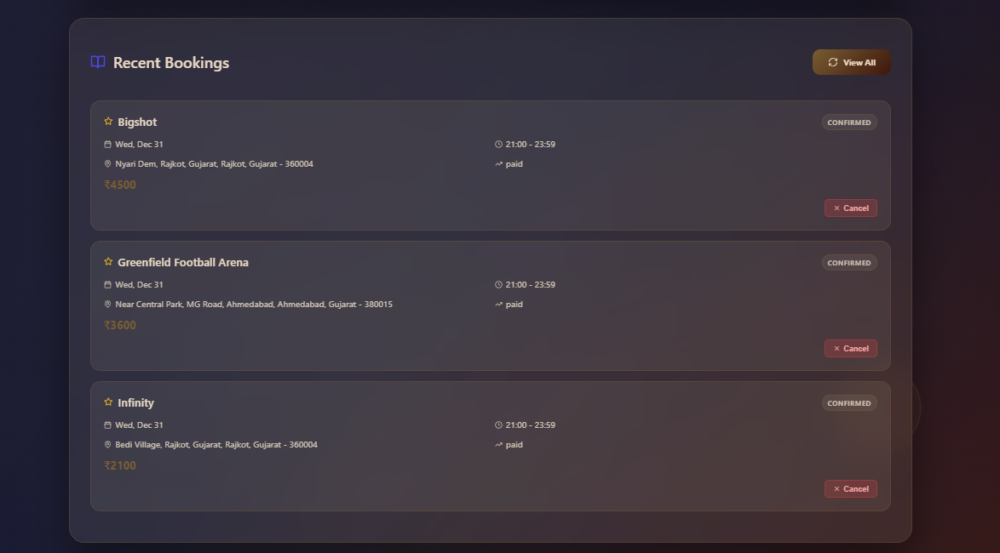 Recent Bookings
View All
Bigshot
CONFIRMED
Wed, Dec 31
21:00 - 23:59
Nyari Dem, Rajkot, Gujarat, Rajkot, Gujarat - 360004
paid
₹4500
Cancel
Greenfield Football Arena
CONFIRMED
Wed, Dec 31
21:00 - 23:59
Near Central Park, MG Road, Ahmedabad, Ahmedabad, Gujarat - 380015
paid
₹3600
Cancel
Infinity
CONFIRMED
Wed, Dec 31
21:00 - 23:59
Bedi Village, Rajkot, Gujarat, Rajkot, Gujarat - 360004
paid
₹2100
Cancel